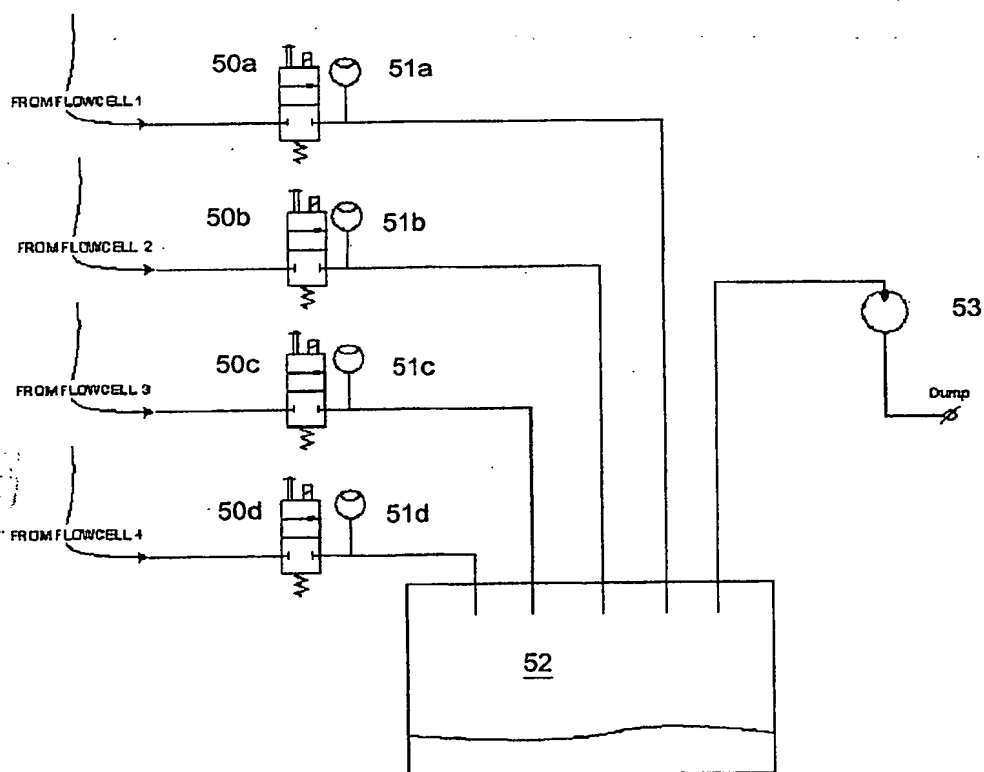 50a 51a
FROM FLOWCELL 1
50b 51b
FROM FLOWCELL 2
53
50c 51c
FROM FLOWCELL 3
Dump
50d 51d
FROM FLOWCELL 4
52